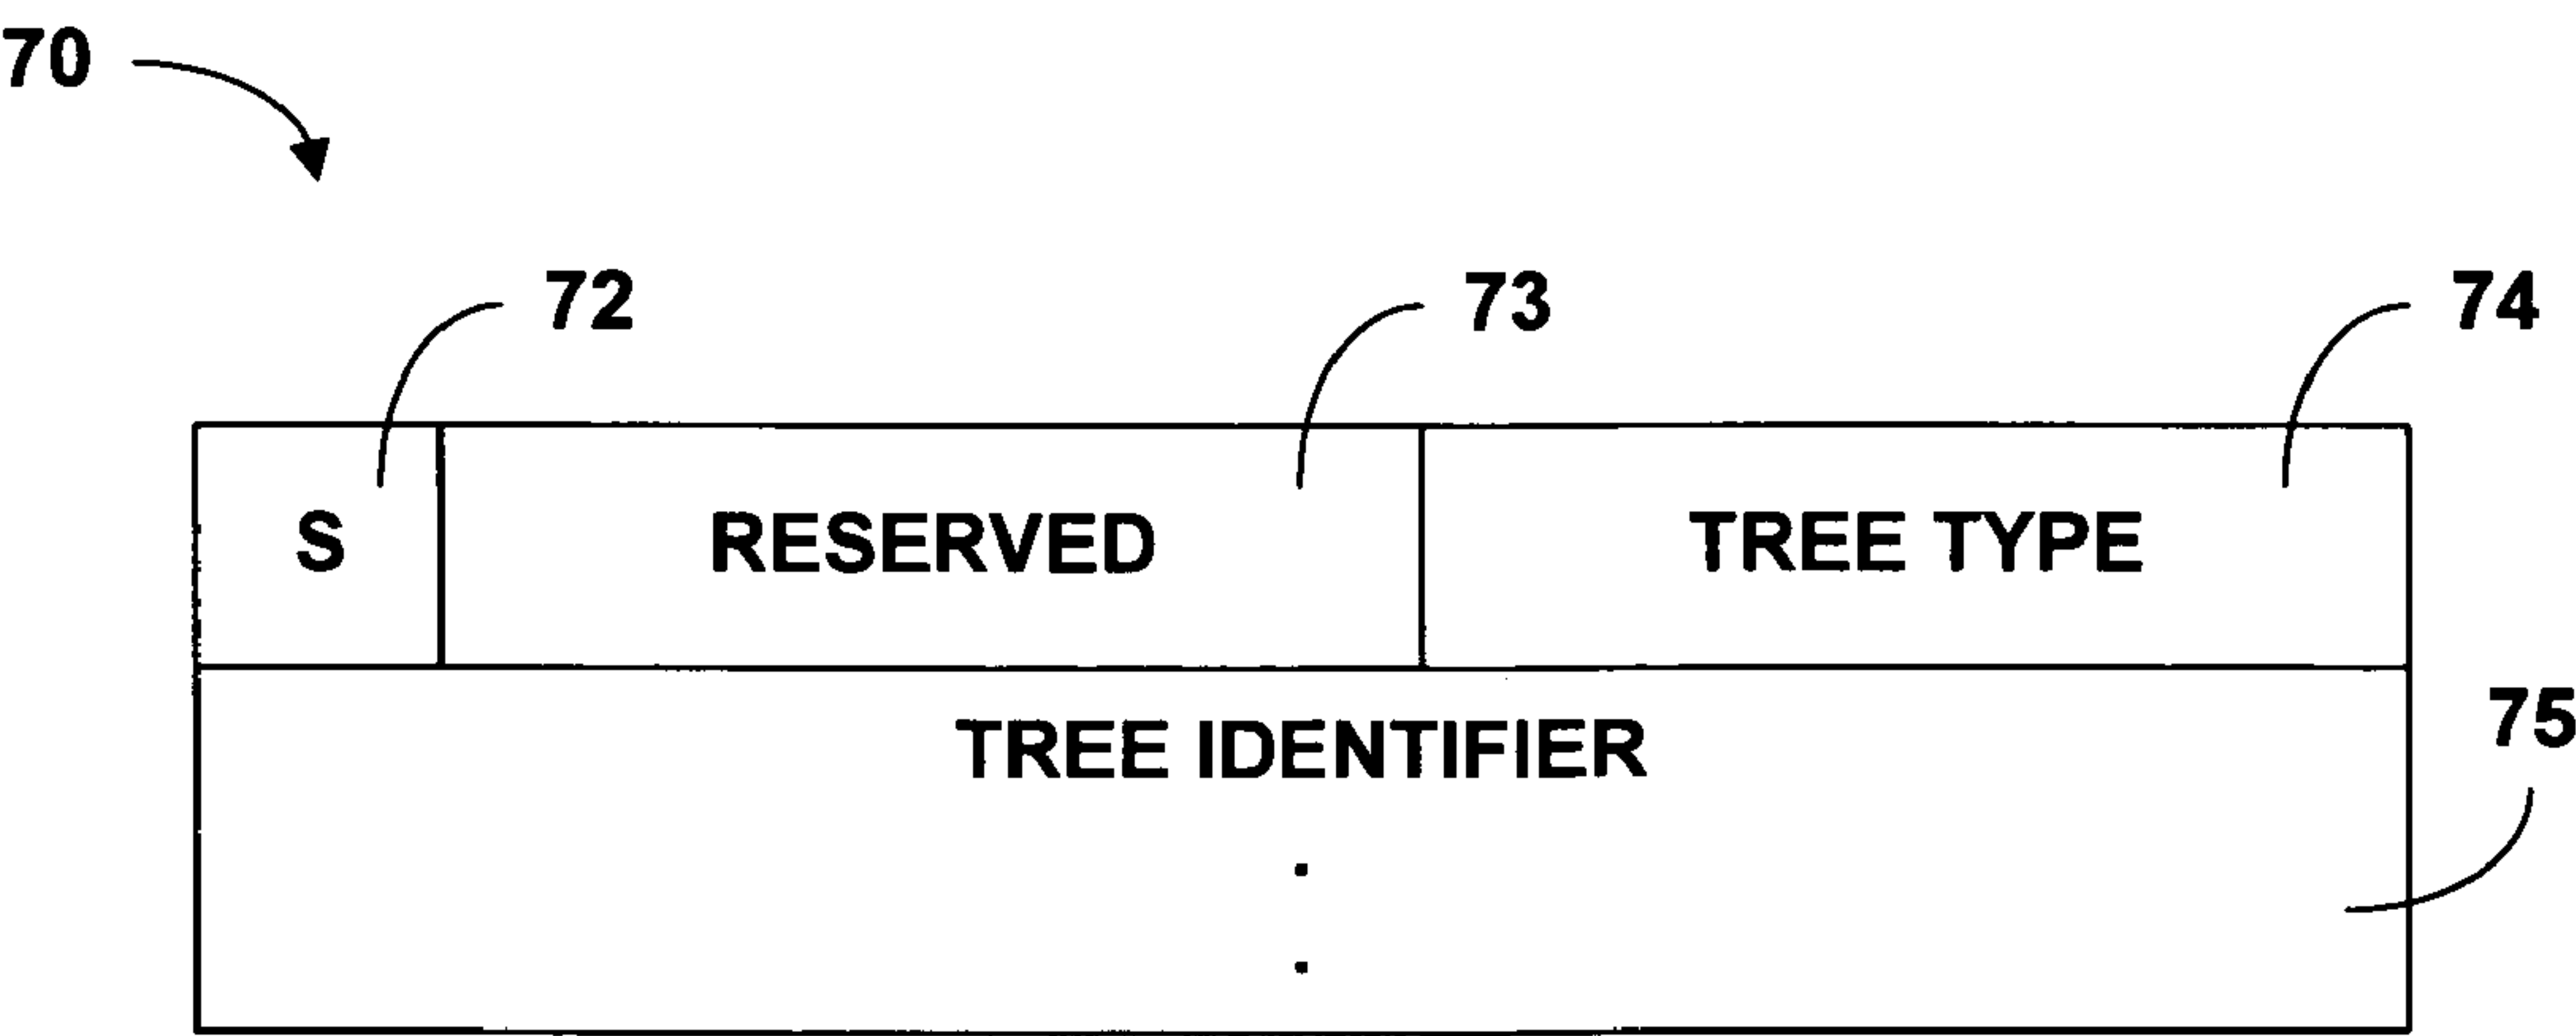 70
72 73 74
S RESERVED TREE TYPE
TREE IDENTIFIER
75
.
.